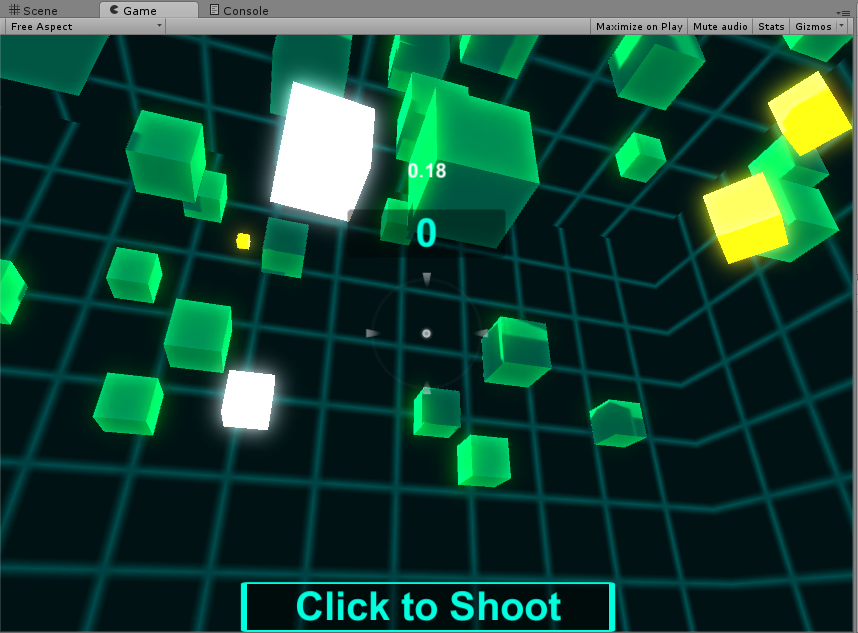 Scene Game Console
Free Aspect Maximize on Play Mute audio Stats Gizmos
0.18
0
Click to Shoot